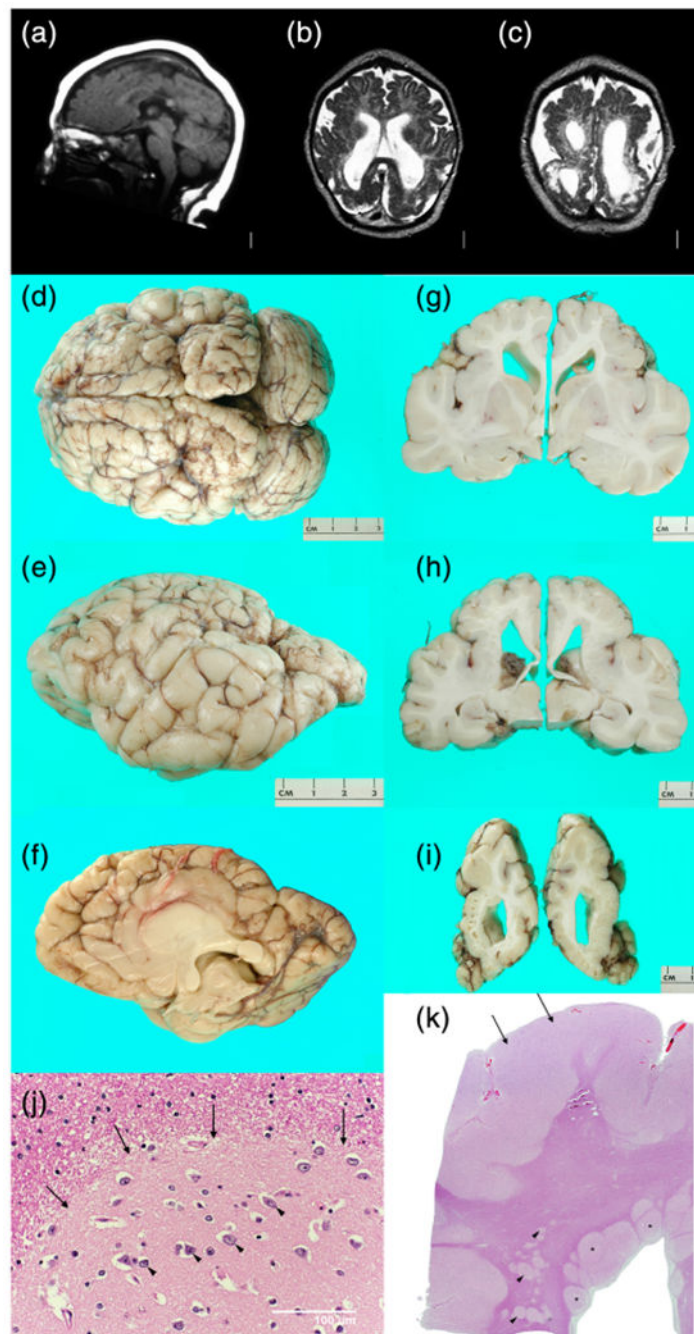 (a)
(b)
(c)
(d)
CM 1 2 3
(g)
CM 1
(e)
CM 1 2 3
(h)
CM 1
(f)
(i)
CM 1
(j)
100 μm
(k)